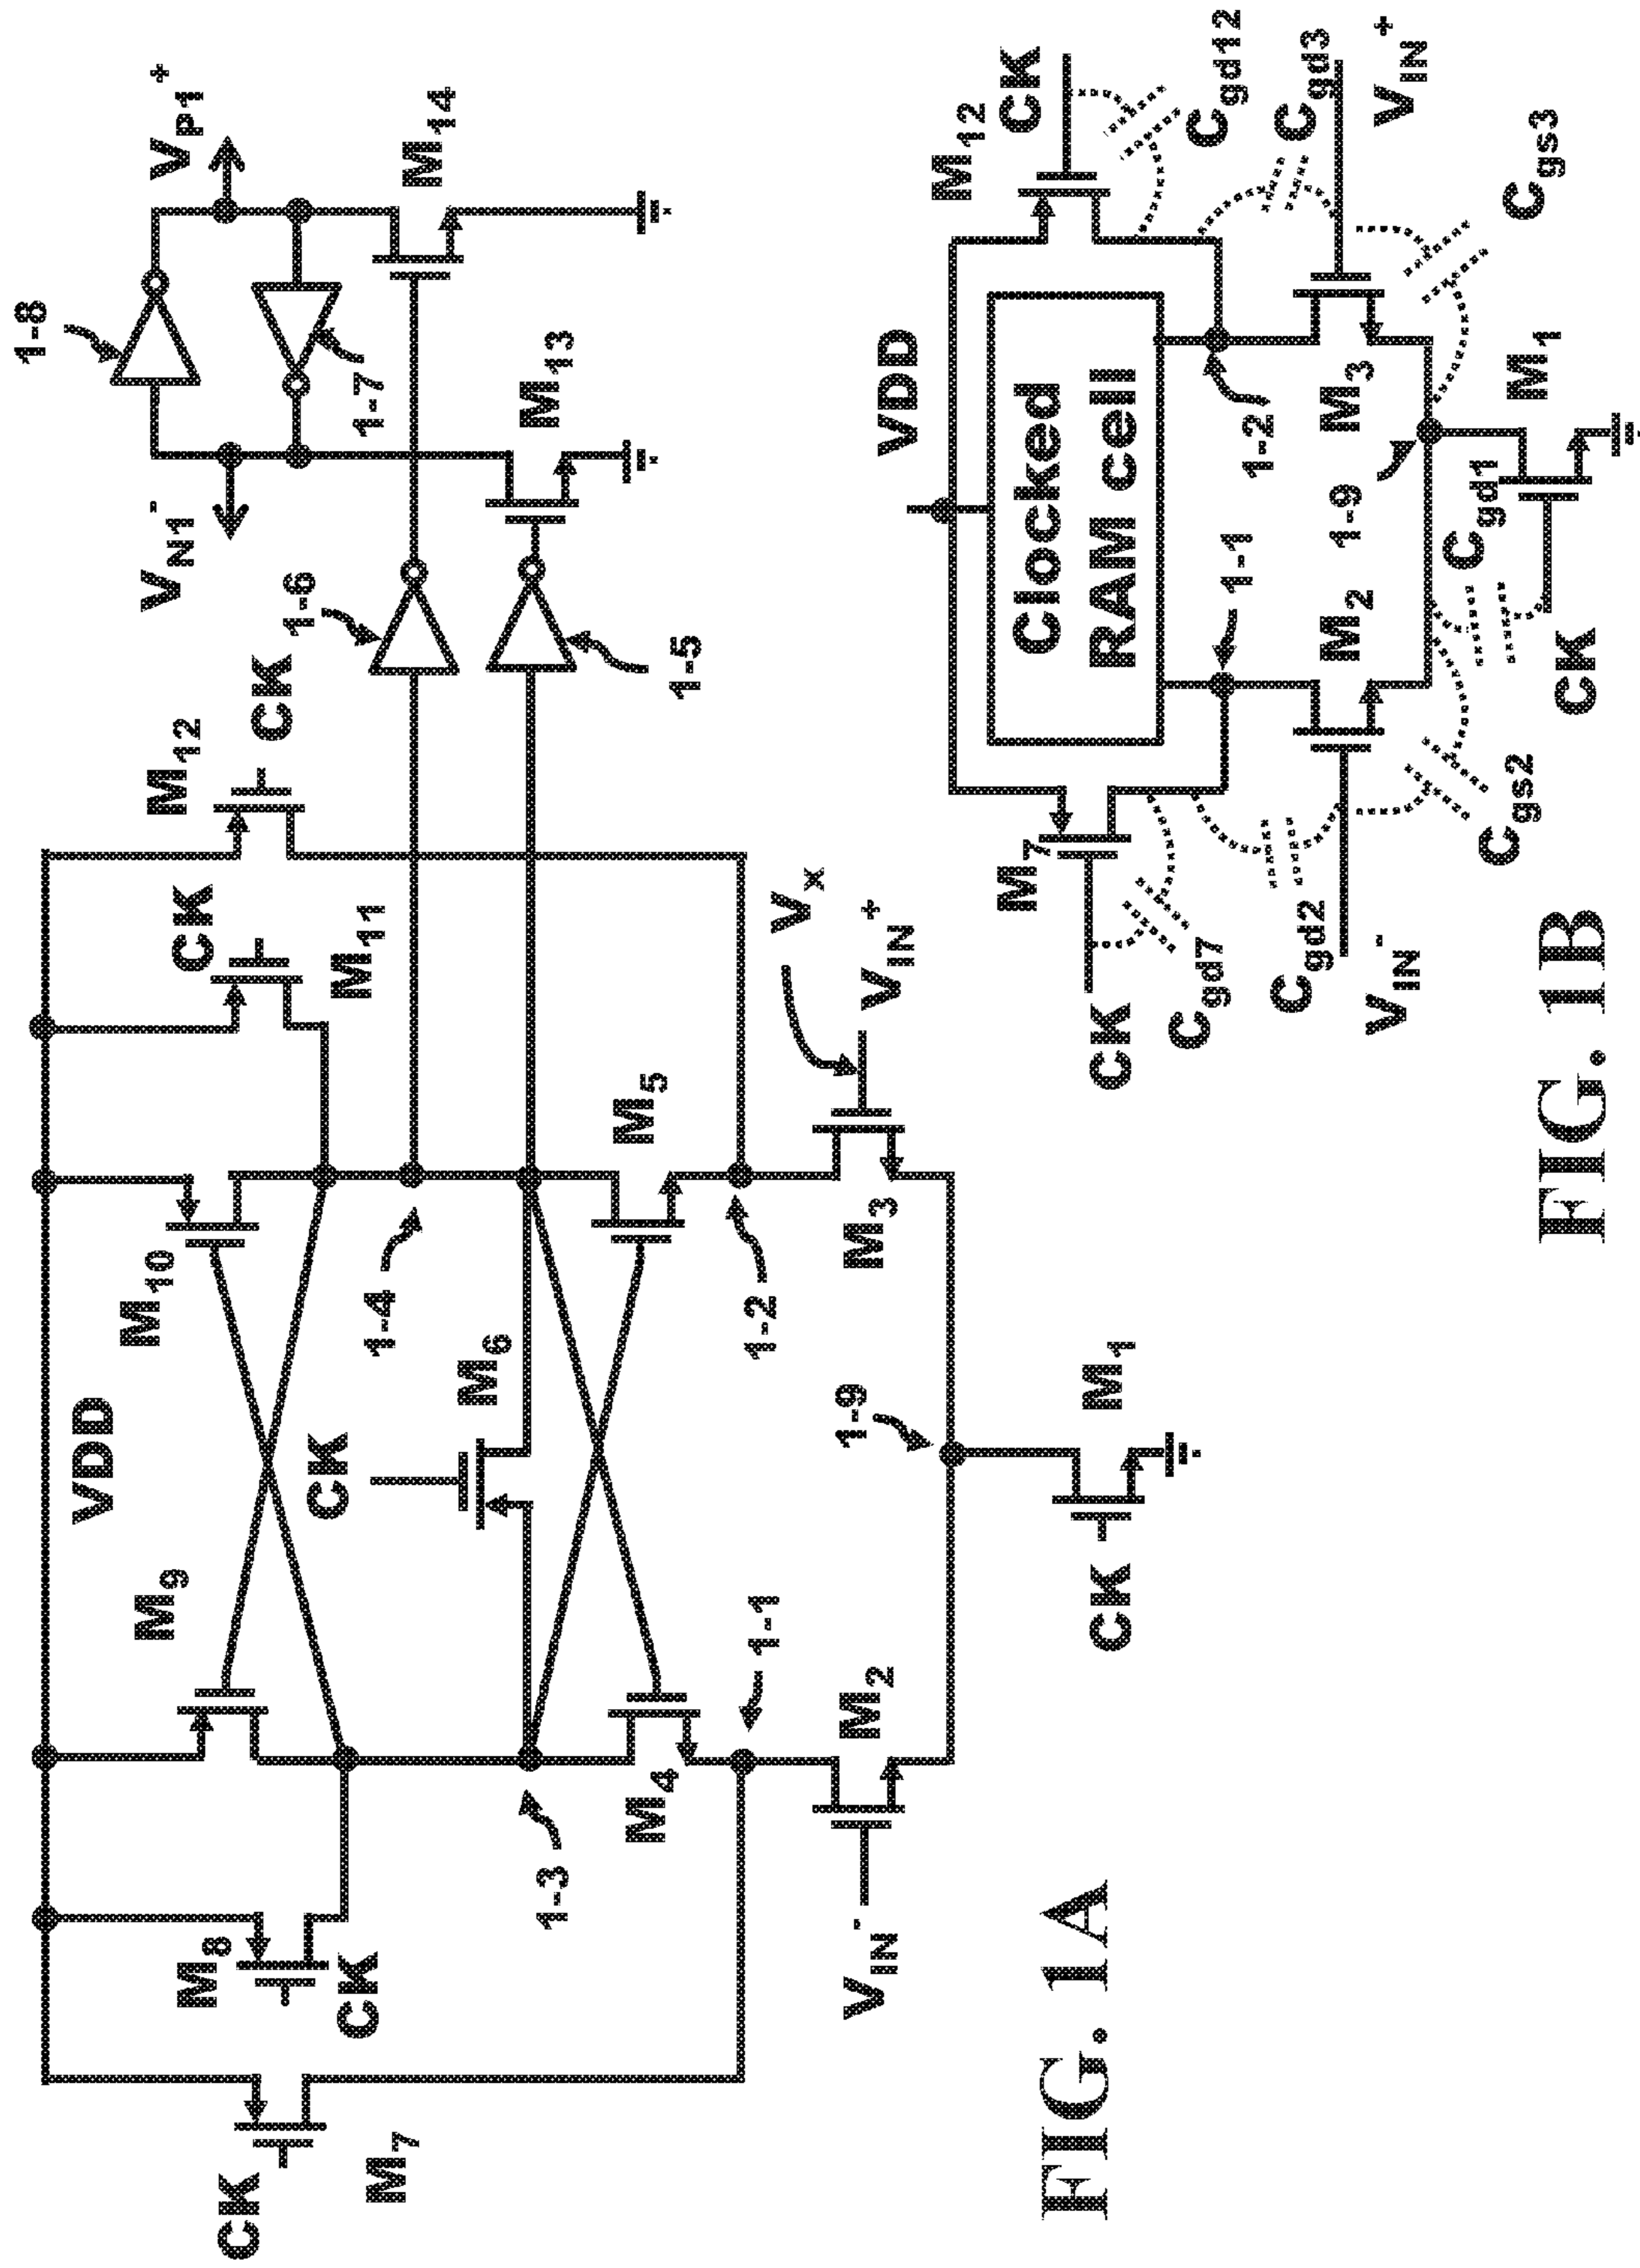 CK
M7
M8
CK
VDD
M9
M10
CK
M11
M12
CK
1-3
M4
CK
M6
1-4
M5
1-1
1-2
VIN-
M2
M3
VX
VIN+
1-9
CK
M1
1-6
1-5
VN1-
1-7
1-8
VP1+
M13
M14
FIG. 1A
VDD
M7
CK
Cgd7
Clocked
RAM cell
M12
CK
Cgd12
1-1
1-2
Cgd2
VIN-
M2
M3
Cgd3
VIN+
Cgs2
1-9
Cgd1
Cgs3
CK
M1
FIG. 1B